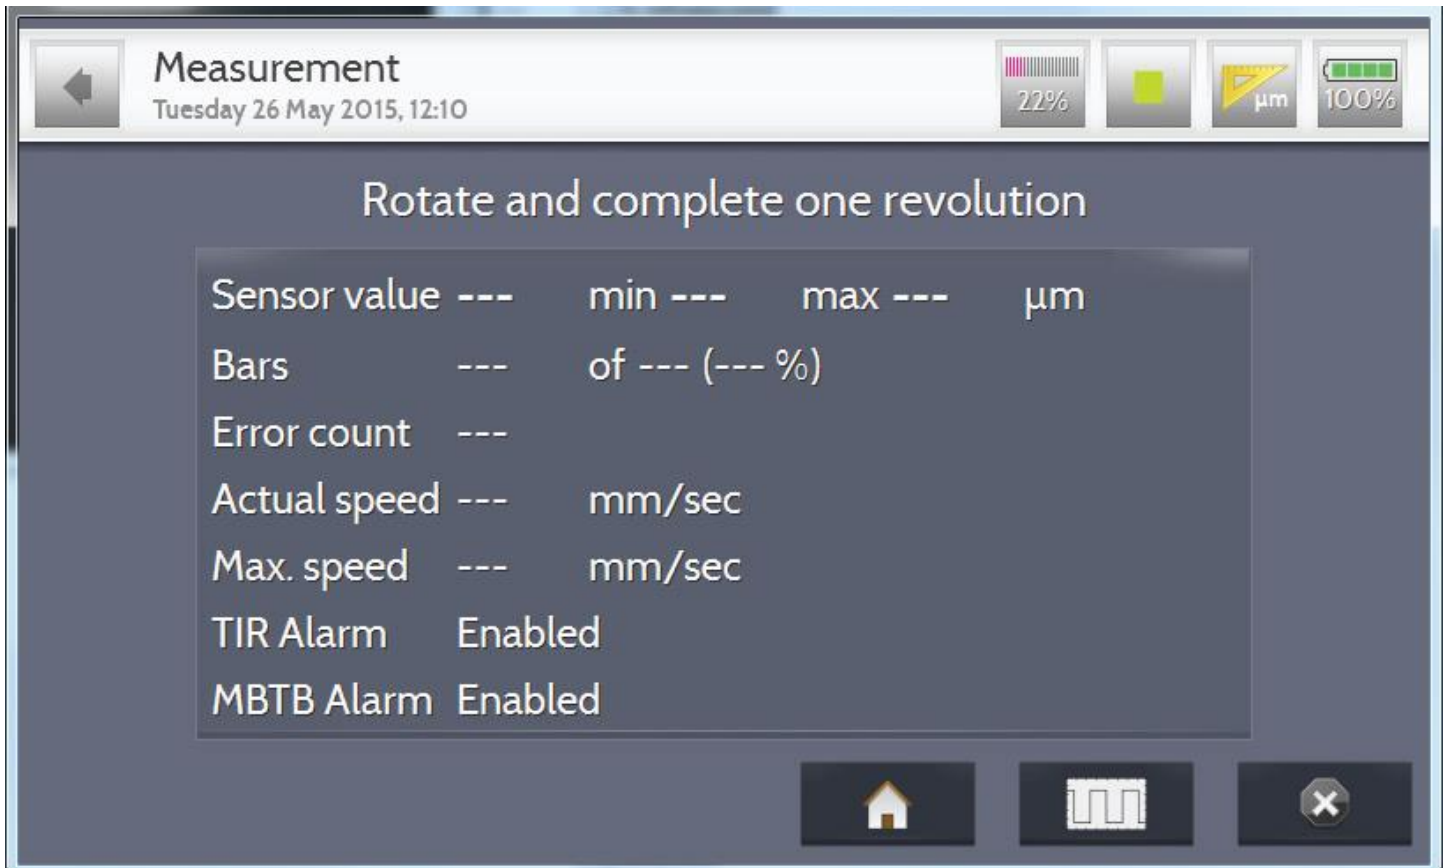 Measurement
Tuesday 26 May 2015, 12:10
22%
µm
100%
Rotate and complete one revolution
Sensor value --- min --- max --- µm
Bars --- of --- (--- %)
Error count ---
Actual speed --- mm/sec
Max. speed --- mm/sec
TIR Alarm Enabled
MBTB Alarm Enabled